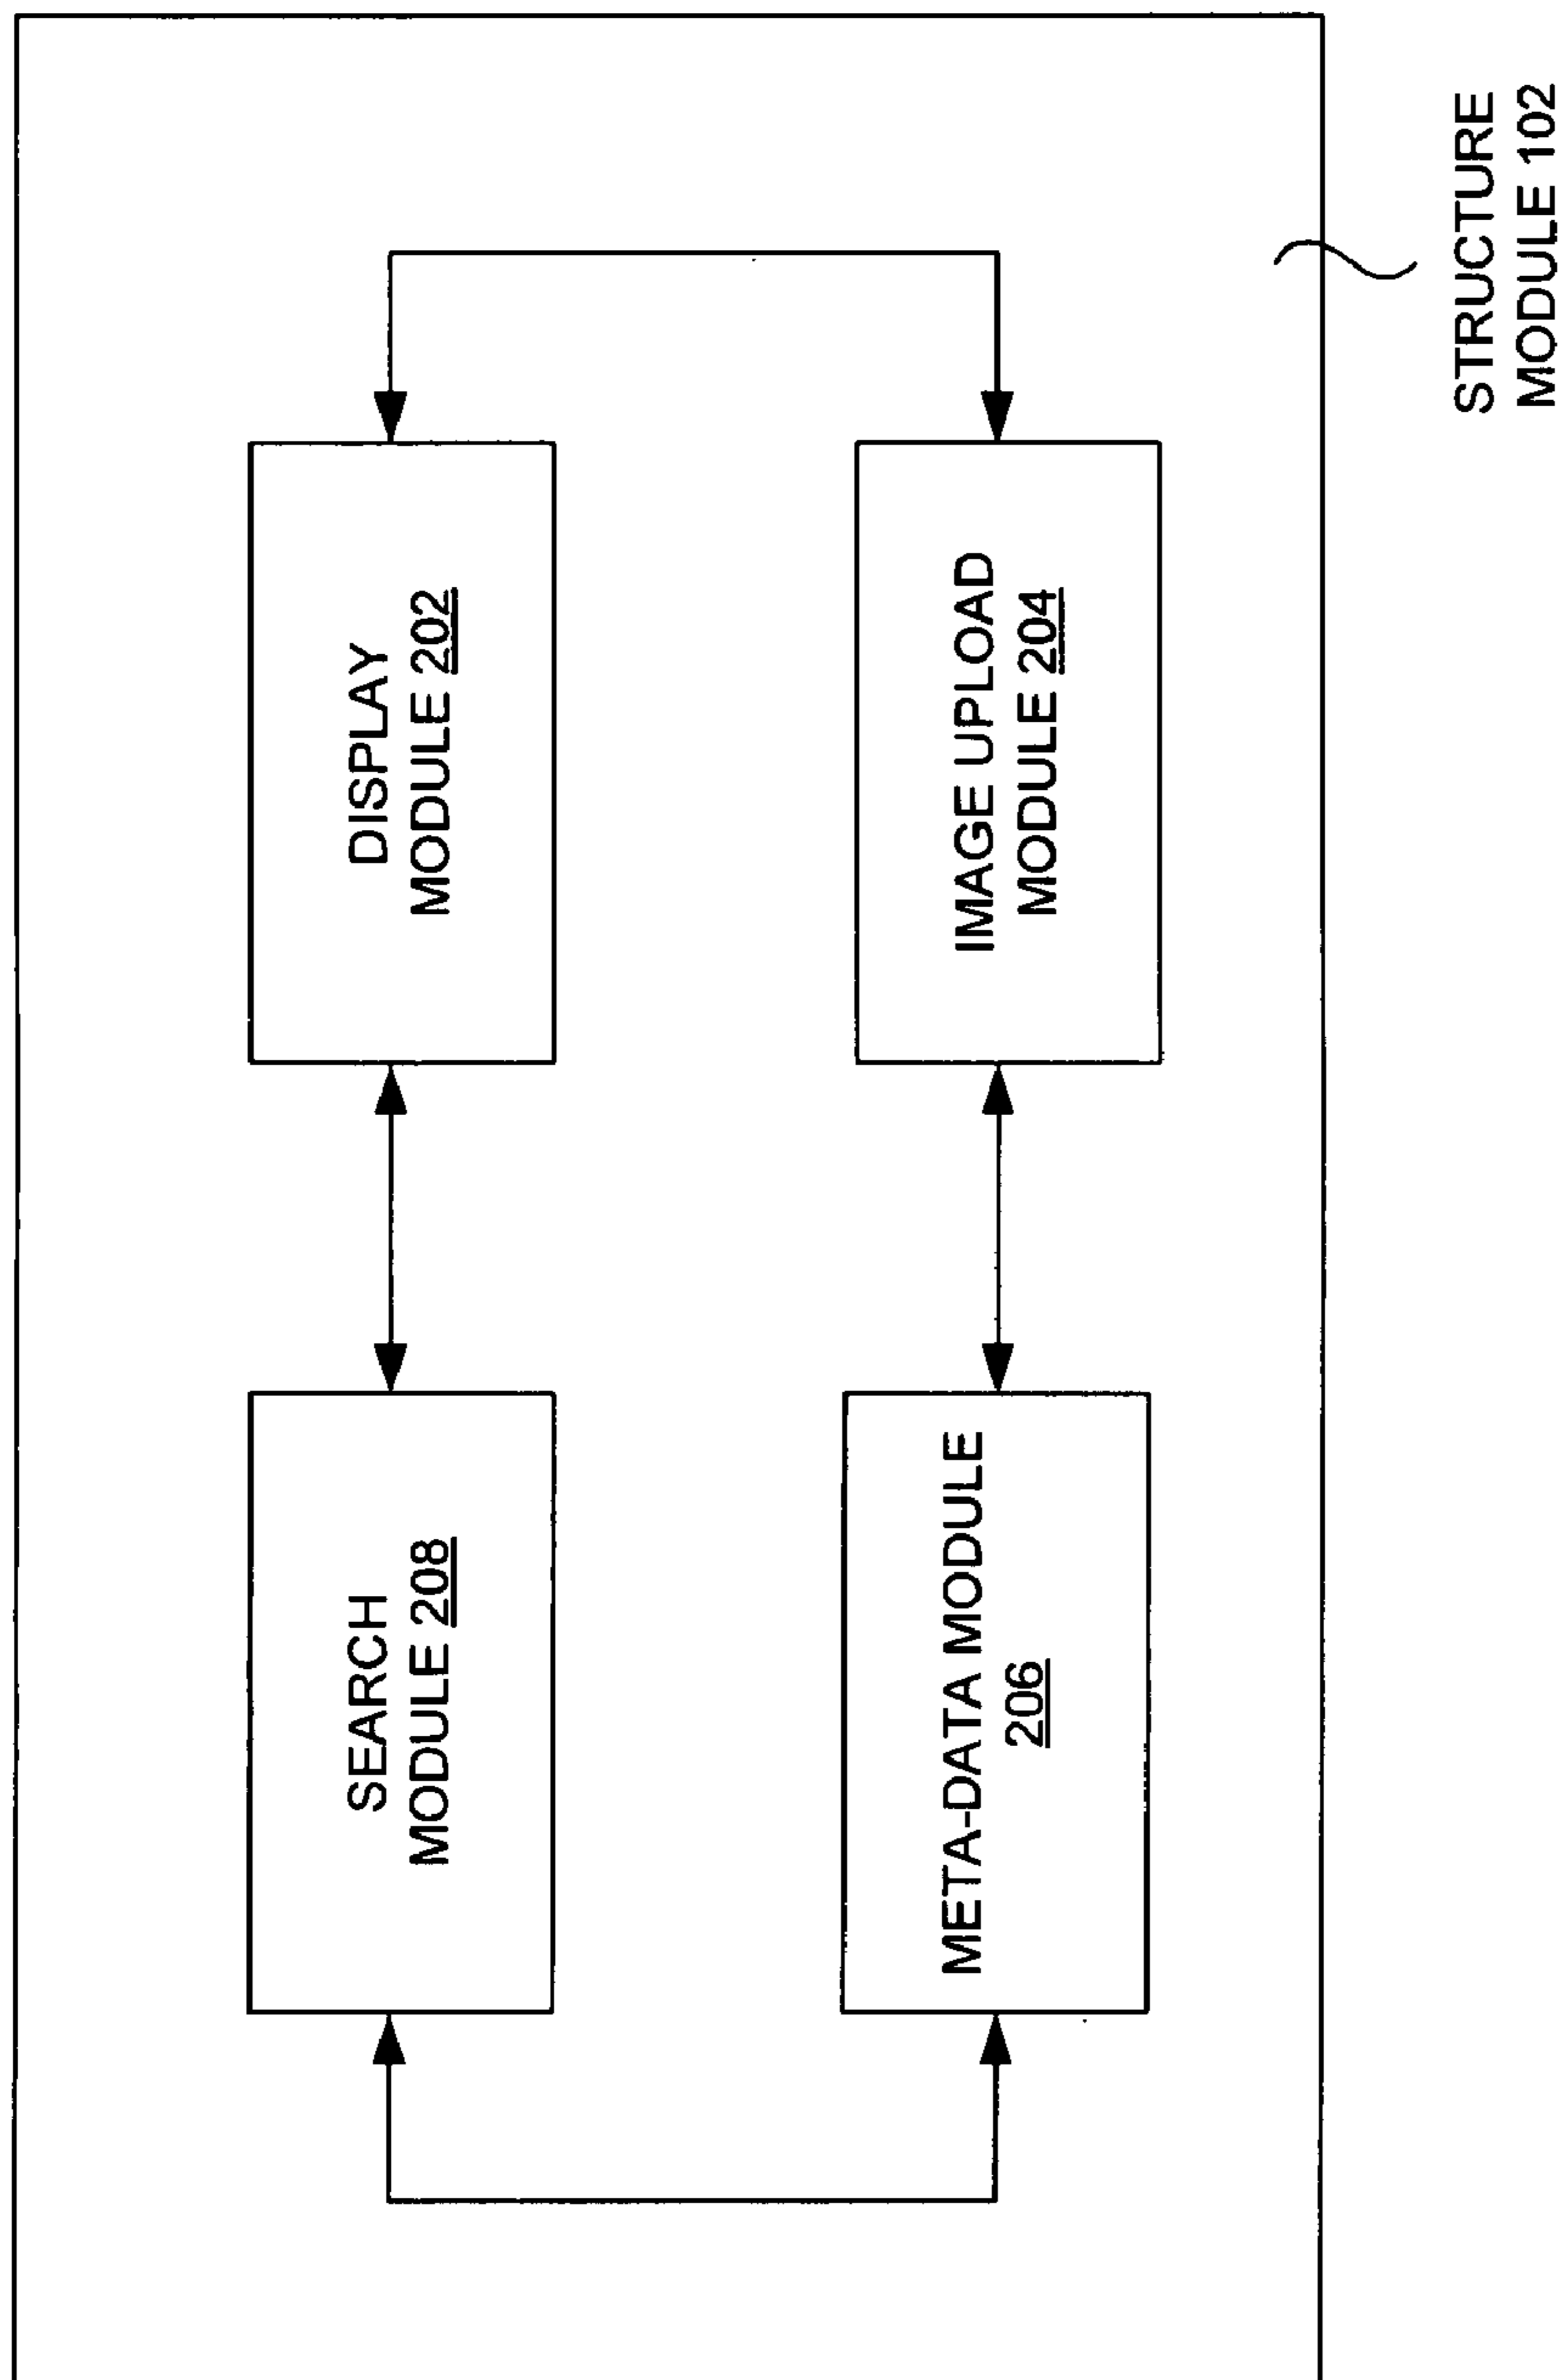 SEARCH
MODULE 208
DISPLAY
MODULE 202
META-DATA MODULE
206
IMAGE UPLOAD
MODULE 204
STRUCTURE
MODULE 102